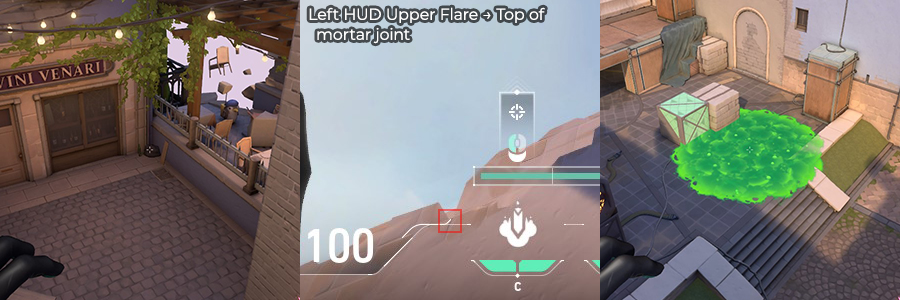 VINI VENARI
Left HUD Upper Flare → Top of
mortar joint
100
C